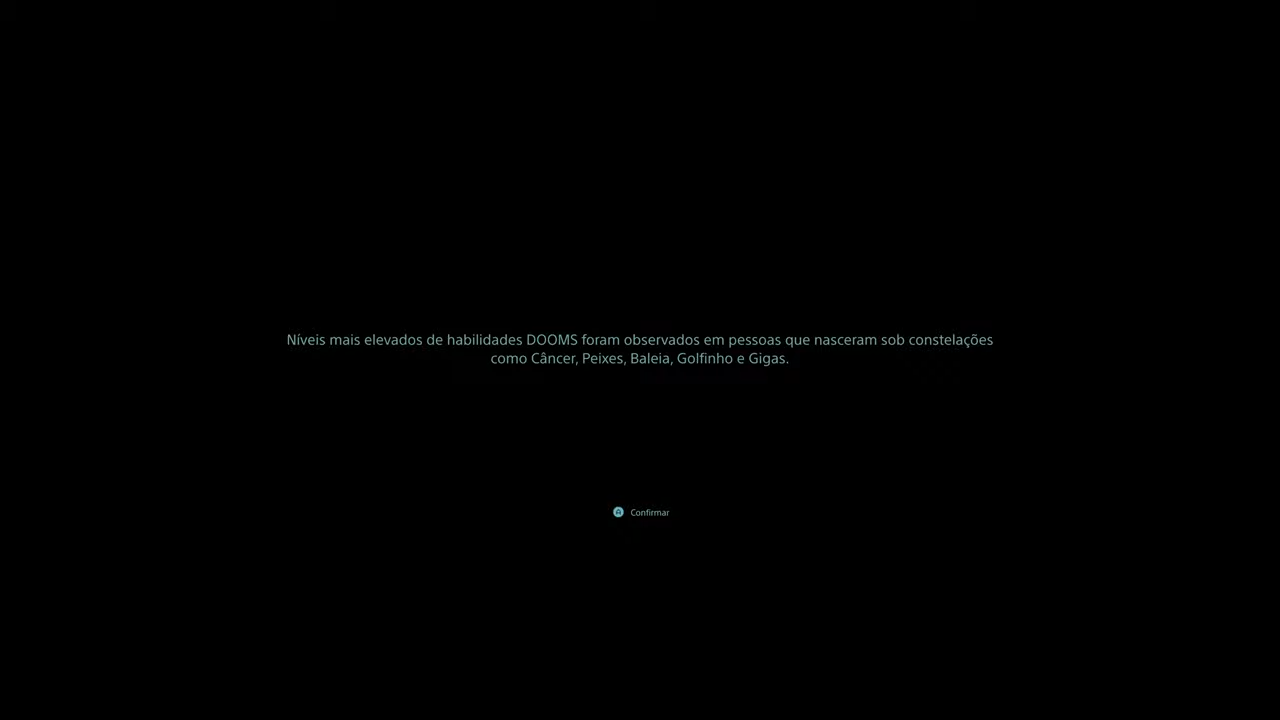 Níveis mais elevados de habilidades DOOMS foram observados em pessoas que nasceram sob constelações
como Câncer, Peixes, Baleia, Golfinho e Gigas.
A Confirmar